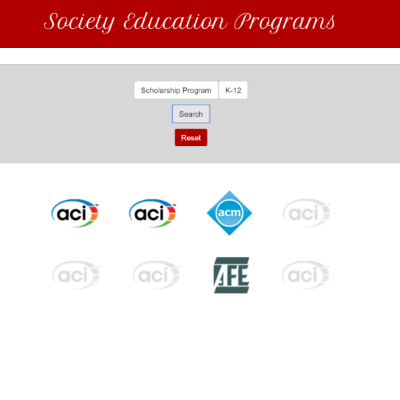 Society Education Programs
Scholarship Program K-12
Search
Reset
aci aci acm aci
aci aci AFE aci